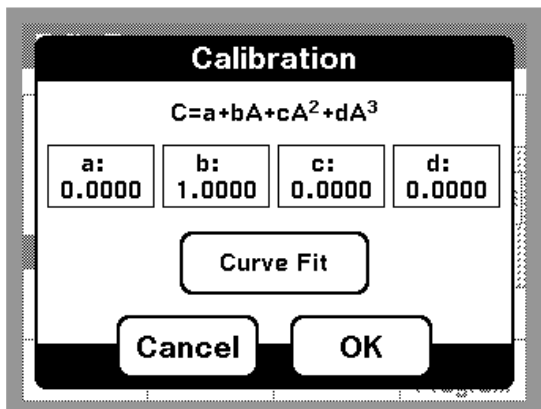 Calibration
C=a+bA+cA²+dA³
a: b: c: d:
0.0000 1.0000 0.0000 0.0000
Curve Fit
Cancel OK